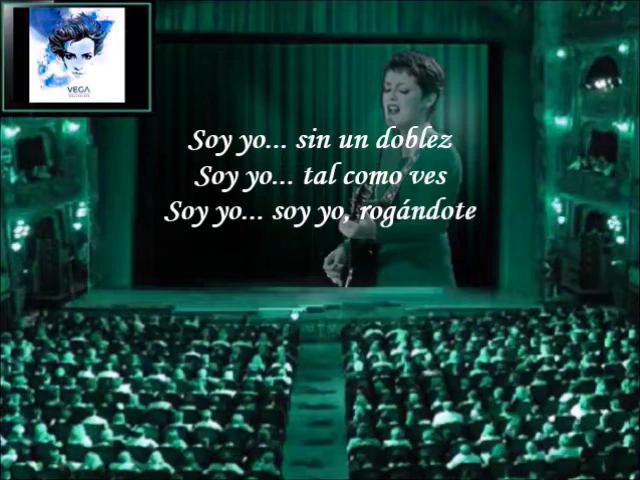 VEGA
Soy yo... sin un doblez
Soy yo... tal como ves
Soy yo... soy yo, rogándote